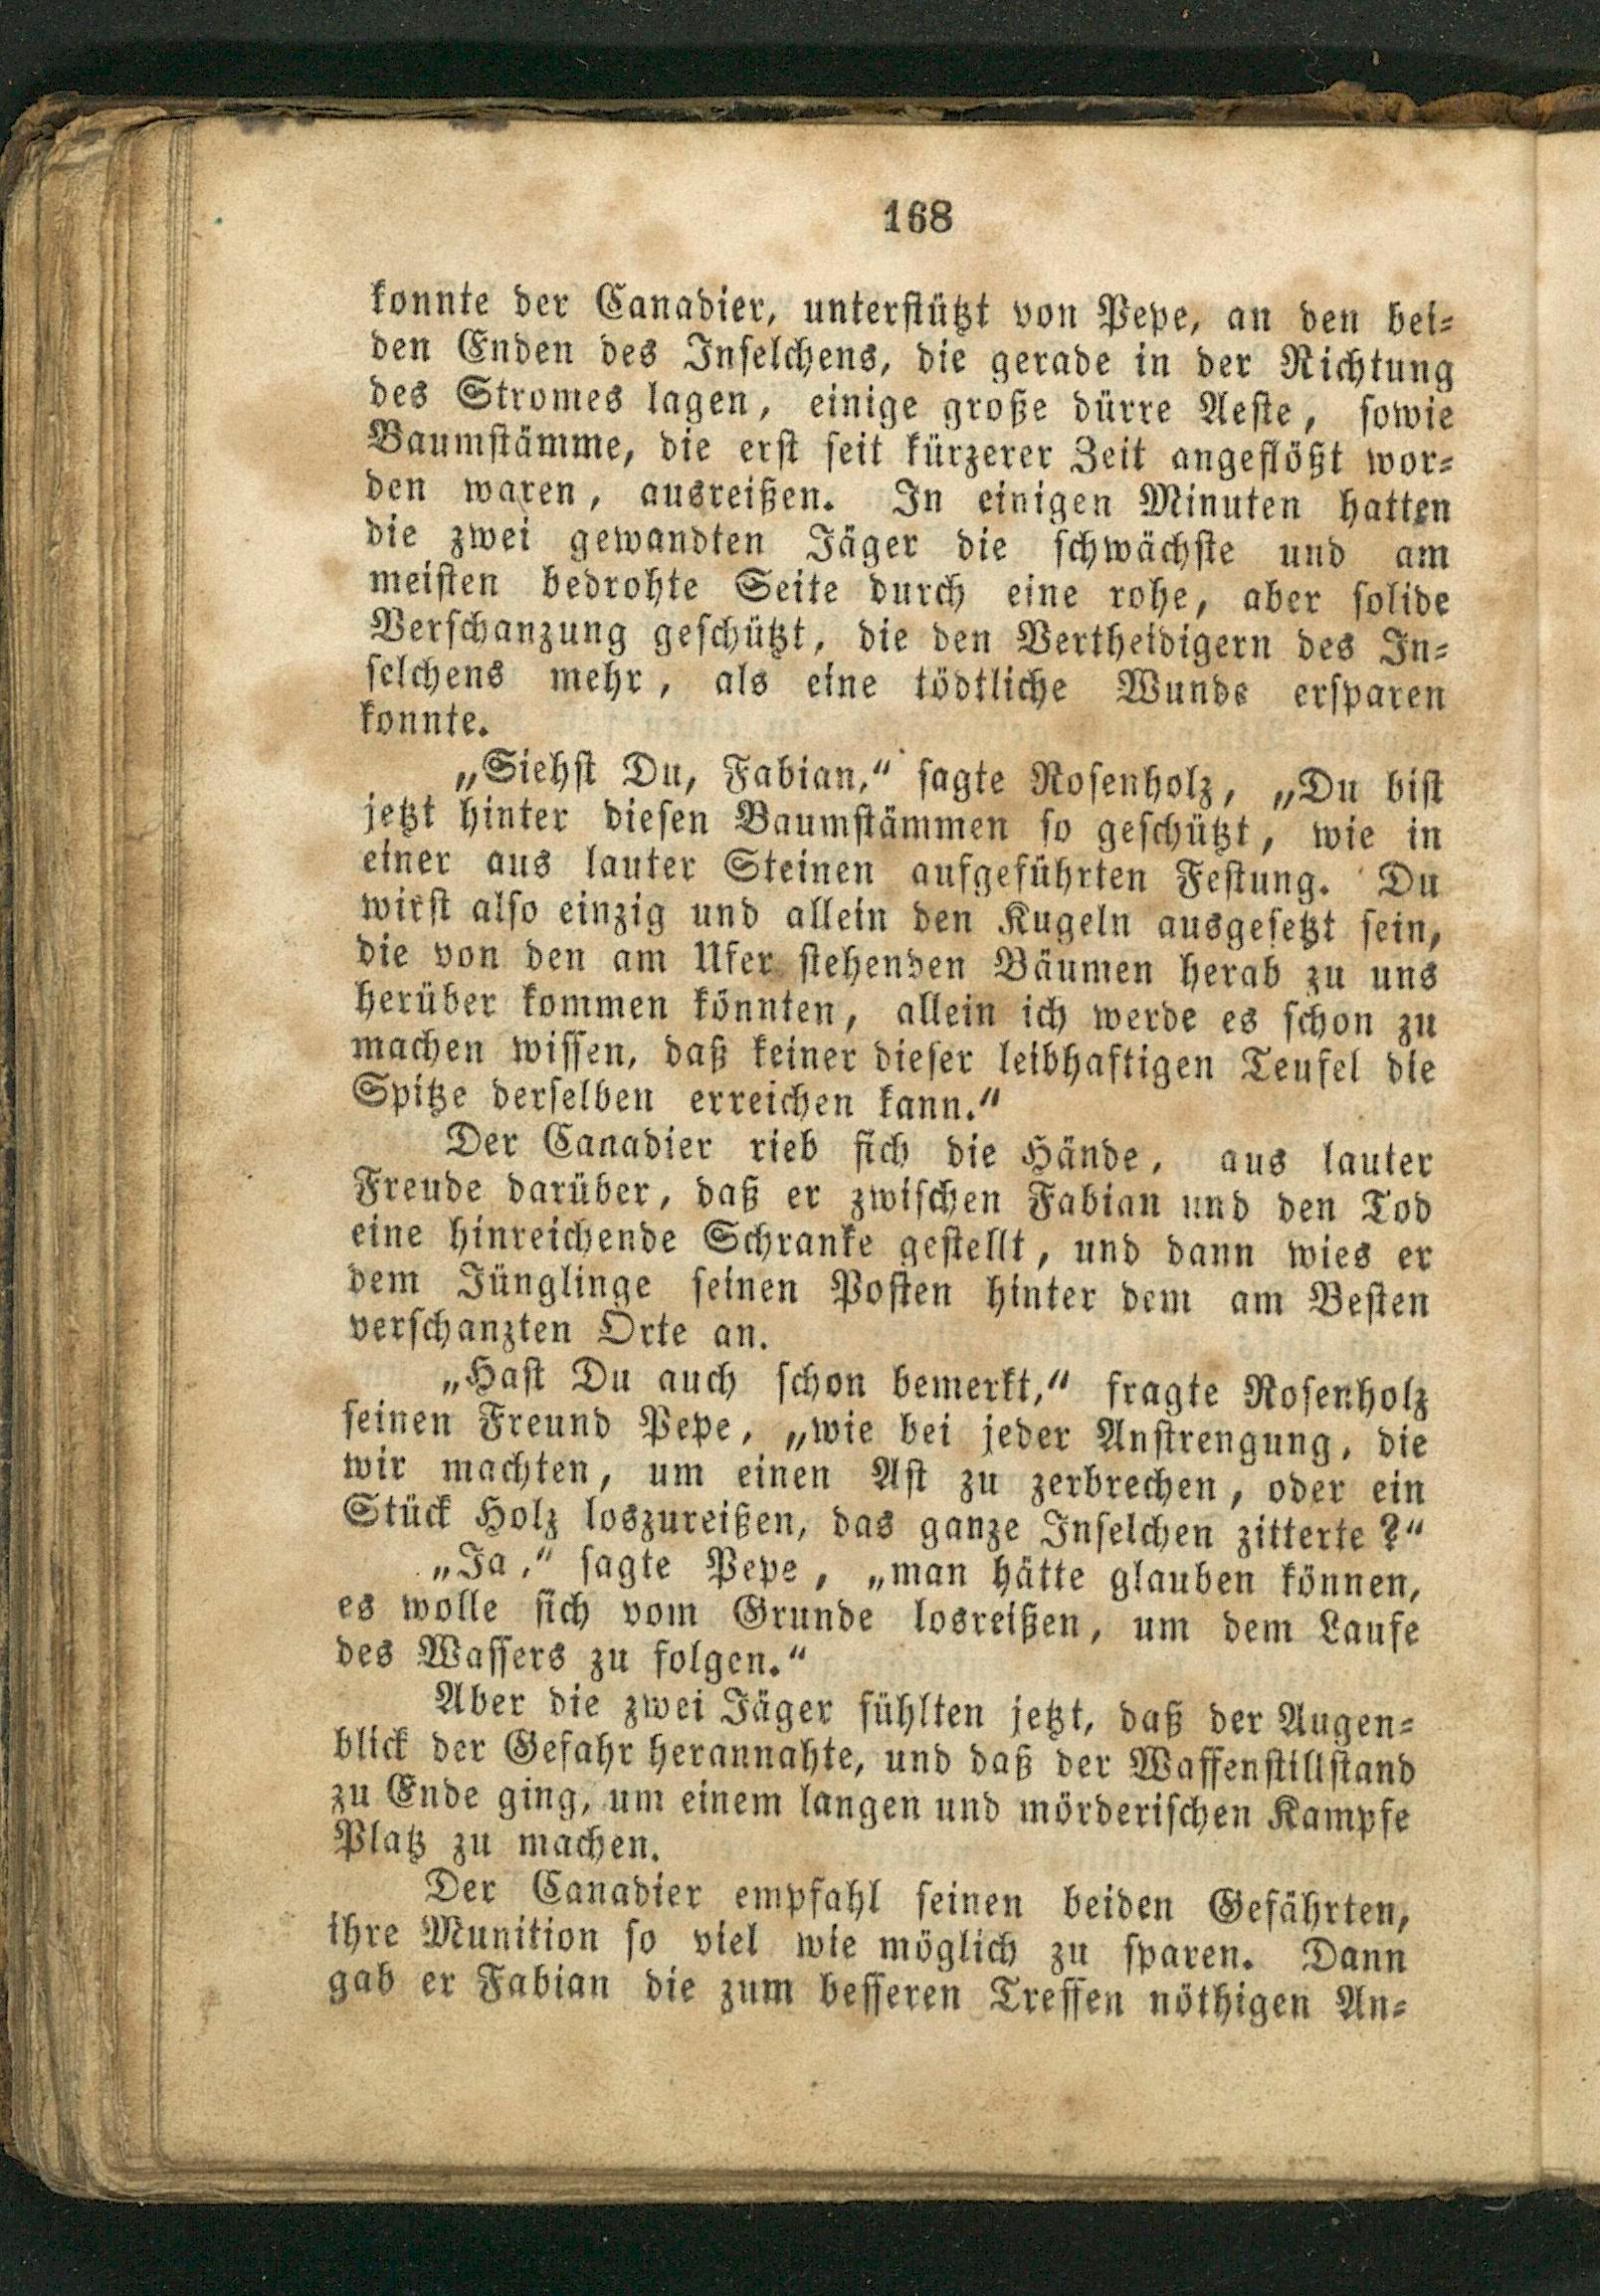 168
konnte der Canadier, unterstützt von Pepe, an den bei-
den Enden des Inselchens, die gerade in der Richtung
des Stromes lagen, einige große dürre Aeste, sowie
Baumstämme, die erst seit kürzerer Zeit angeflößt wor-
den waren, ausreißen. In einigen Minuten hatten
die zwei gewandten Jäger die schwächste und am
meisten bedrohte Seite durch eine rohe, aber solide
Verschanzung geschützt, die den Vertheidigern des In-
selchens mehr, als eine tödtliche Wunde ersparen
konnte.
„Siehst Du, Fabian,“ sagte Rosenholz, „Du bist
jetzt hinter diesen Baumstämmen so geschützt, wie in
einer aus lauter Steinen aufgeführten Festung. Du
wirst also einzig und allein den Kugeln ausgesetzt sein,
die von den am Ufer stehenden Bäumen herab zu uns
herüber kommen könnten, allein ich werde es schon zu
machen wissen, daß keiner dieser leibhaftigen Teufel die
Spitze derselben erreichen kann.“
Der Canadier rieb sich die Hände, aus lauter
Freude darüber, daß er zwischen Fabian und den Tod
eine hinreichende Schranke gestellt, und dann wies er
dem Jünglinge seinen Posten hinter dem am Besten
verschanzten Orte an.
„Hast Du auch schon bemerkt,“ fragte Rosenholz
seinen Freund Pepe, „wie bei jeder Anstrengung, die
wir machten, um einen Ast zu zerbrechen, oder ein
Stück Holz loszureißen, das ganze Inselchen zitterte?“
„Ja,“ sagte Pepe, „man hätte glauben können,
es wolle sich vom Grunde losreißen, um dem Laufe
des Wassers zu folgen.“
Aber die zwei Jäger fühlten jetzt, daß der Augen-
blick der Gefahr herannahte, und daß der Waffenstillstand
zu Ende ging, um einem langen und mörderischen Kampfe
Platz zu machen.
Der Canadier empfahl seinen beiden Gefährten,
ihre Munition so viel wie möglich zu sparen. Dann
gab er Fabian die zum besseren Treffen nöthigen An-